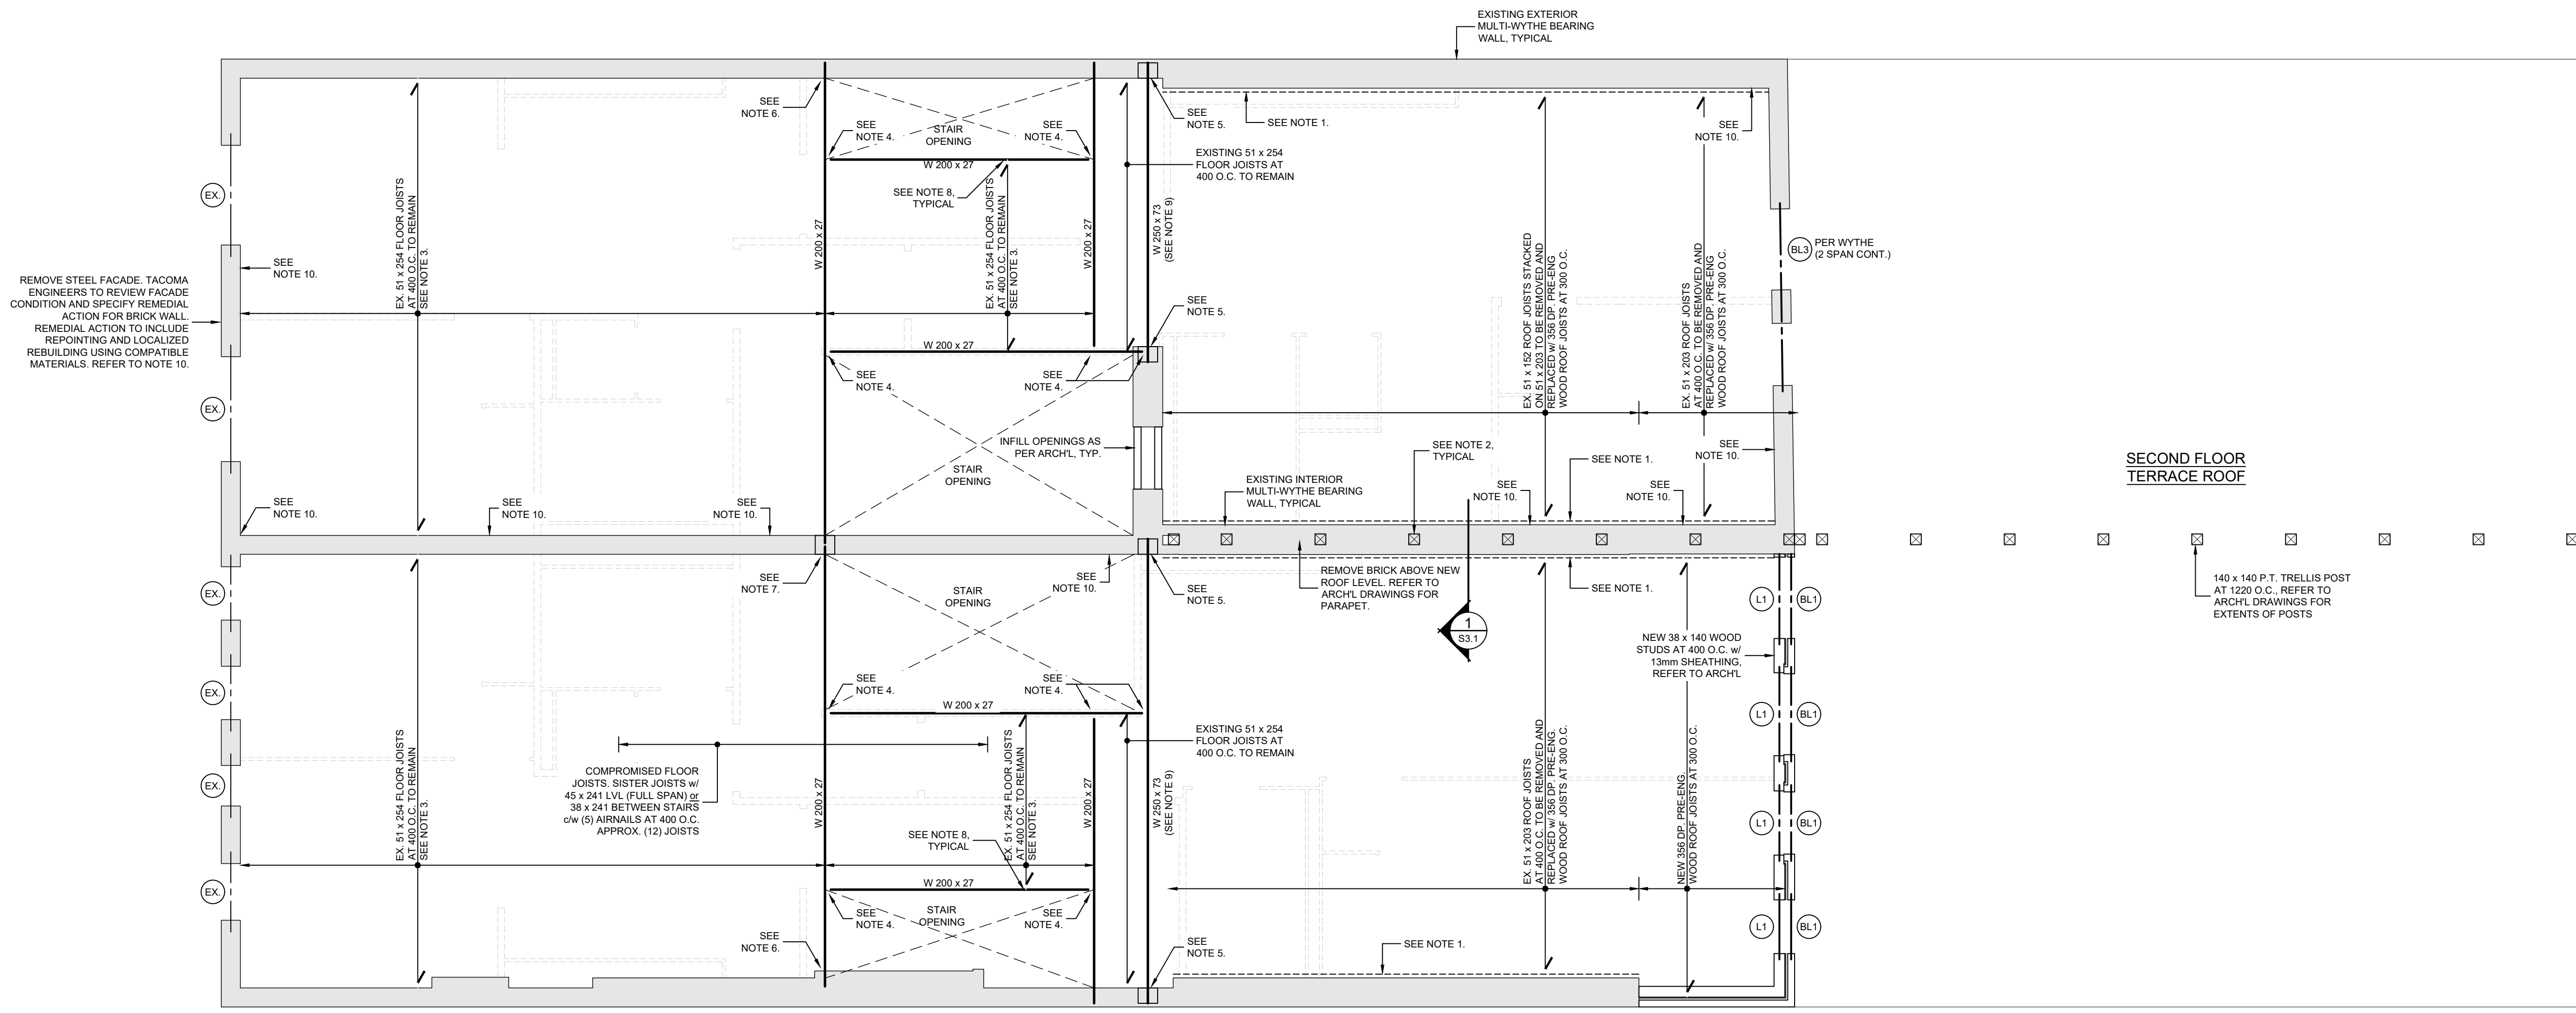 EXISTING EXTERIOR
MULTI-WYTHE BEARING
WALL, TYPICAL
SEE
NOTE 6.
SEE
NOTE 4.
STAIR
OPENING
SEE
NOTE 4.
W 200 x 27
SEE NOTE 8,
TYPICAL
SEE
NOTE 5.
SEE NOTE 1.
EXISTING 51 x 254
FLOOR JOISTS AT
400 O.C. TO REMAIN
SEE
NOTE 10.
EX.
EX. 51 x 254 FLOOR JOISTS
AT 400 O.C. TO REMAIN
SEE NOTE 3.
W 200 x 27
EX. 51 x 254 FLOOR JOISTS
AT 400 O.C. TO REMAIN
SEE NOTE 3.
W 200 x 27
W 250 x 73
(SEE NOTE 9)
SEE
NOTE 10.
REMOVE STEEL FACADE. TACOMA
ENGINEERS TO REVIEW FACADE
CONDITION AND SPECIFY REMEDIAL
ACTION FOR BRICK WALL.
REMEDIAL ACTION TO INCLUDE
REPOINTING AND LOCALIZED
REBUILDING USING COMPATIBLE
MATERIALS. REFER TO NOTE 10.
SEE
NOTE 5.
EX. 51 x 152 ROOF JOISTS STACKED
ON 51 x 203 TO BE REMOVED AND
REPLACED w/ 356 DP. PRE-ENG
WOOD ROOF JOISTS AT 300 O.C.
EX. 51 x 203 ROOF JOISTS
AT 400 O.C. TO BE REMOVED AND
REPLACED w/ 356 DP. PRE-ENG
WOOD ROOF JOISTS AT 300 O.C.
BL3
PER WYTHE
(2 SPAN CONT.)
W 200 x 27
SEE
NOTE 4.
SEE
NOTE 4.
EX.
INFILL OPENINGS AS
PER ARCH'L, TYP.
STAIR
OPENING
SEE NOTE 2,
TYPICAL
SEE NOTE 1.
SEE
NOTE 10.
SECOND FLOOR
TERRACE ROOF
SEE
NOTE 10.
SEE
NOTE 10.
SEE
NOTE 10.
EXISTING INTERIOR
MULTI-WYTHE BEARING
WALL, TYPICAL
SEE
NOTE 10.
SEE
NOTE 10.
EX.
SEE
NOTE 7.
STAIR
OPENING
SEE
NOTE 10.
SEE
NOTE 5.
REMOVE BRICK ABOVE NEW
ROOF LEVEL. REFER TO
ARCH'L DRAWINGS FOR
PARAPET.
SEE NOTE 1.
1
S3.1
L1
BL1
140 x 140 P.T. TRELLIS POST
AT 1220 O.C., REFER TO
ARCH'L DRAWINGS FOR
EXTENTS OF POSTS
NEW 38 x 140 WOOD
STUDS AT 400 O.C. w/
13mm SHEATHING,
REFER TO ARCH'L
EX.
SEE
NOTE 4.
SEE
NOTE 4.
W 200 x 27
L1
BL1
EX.
COMPROMISED FLOOR
JOISTS. SISTER JOISTS w/
45 x 241 LVL (FULL SPAN) or
38 x 241 BETWEEN STAIRS
c/w (5) AIRNAILS AT 400 O.C.
APPROX. (12) JOISTS
EX. 51 x 254 FLOOR JOISTS
AT 400 O.C. TO REMAIN
SEE NOTE 3.
W 200 x 27
EX. 51 x 254 FLOOR JOISTS
AT 400 O.C. TO REMAIN
SEE NOTE 3.
W 200 x 27
W 250 x 73
(SEE NOTE 9)
EXISTING 51 x 254
FLOOR JOISTS AT
400 O.C. TO REMAIN
EX. 51 x 203 ROOF JOISTS
AT 400 O.C. TO BE REMOVED AND
REPLACED w/ 356 DP. PRE-ENG.
WOOD ROOF JOISTS AT 300 O.C.
NEW 356 DP. PRE-ENG.
WOOD ROOF JOISTS AT 300 O.C.
L1
BL1
SEE NOTE 8,
TYPICAL
W 200 x 27
EX.
SEE
NOTE 4.
STAIR
OPENING
SEE
NOTE 4.
SEE
NOTE 6.
SEE
NOTE 5.
SEE NOTE 1.
L1
BL1